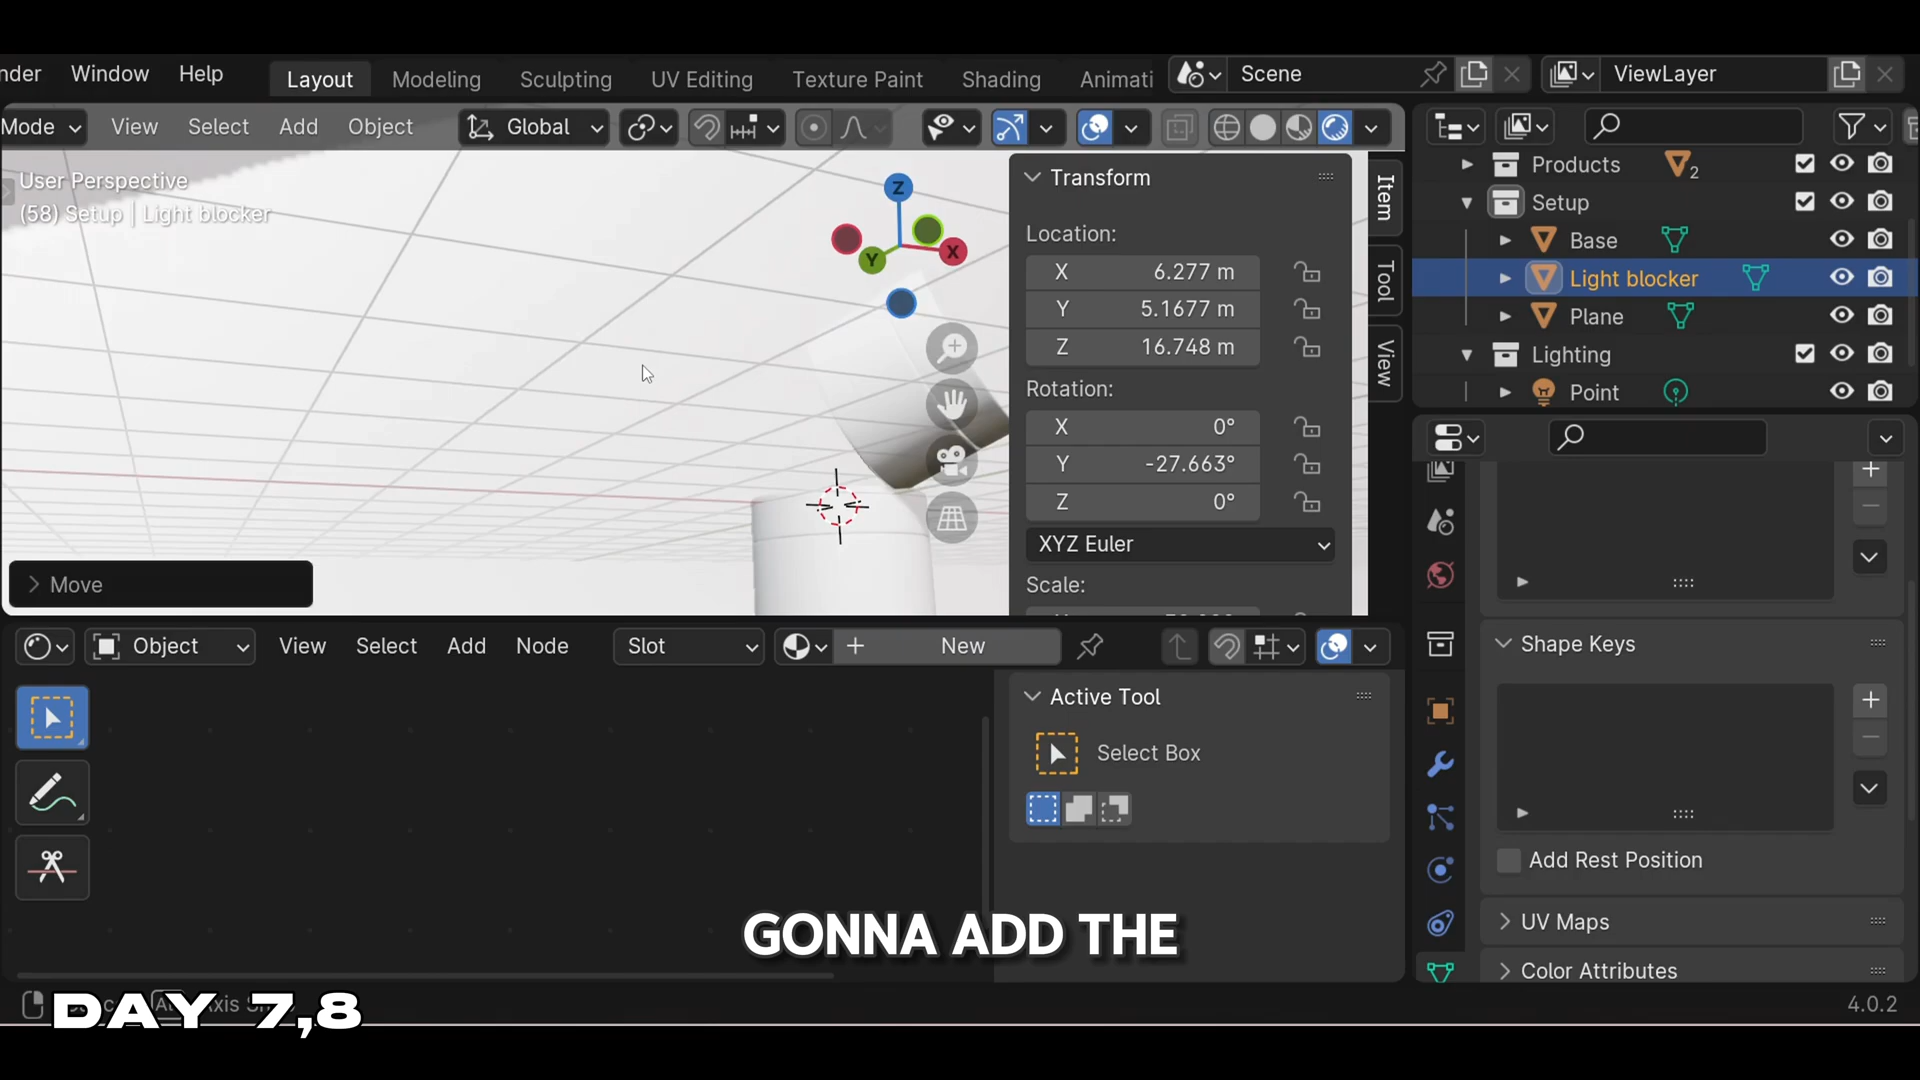 nder Window Help Layout Modeling Sculpting UV Editing Texture Paint Shading Animati Scene ViewLayer
Mode View Select Add Object Global
User Perspective
(58) Setup | Light blocker
Z
X
Y
Transform
Location:
X 6.277 m
Y 5.1677 m
Z 16.748 m
Rotation:
X 0°
Y -27.663°
Z 0°
XYZ Euler
Scale:
Item
Tool
View
Move
Products 2
Setup
Base
Light blocker
Plane
Lighting
Point
Object View Select Add Node Slot New
Active Tool
Select Box
Shape Keys
Add Rest Position
UV Maps
Color Attributes
GONNA ADD THE
DAY 7,8
4.0.2